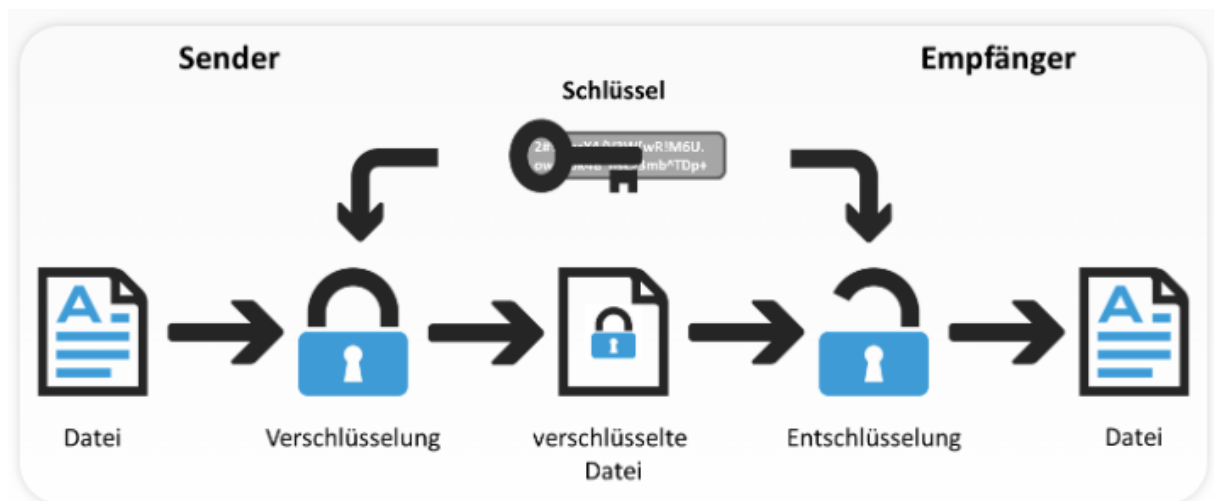 Sender
Empfänger
Schlüssel
Datei
Verschlüsselung
verschlüsselte
Datei
Entschlüsselung
Datei